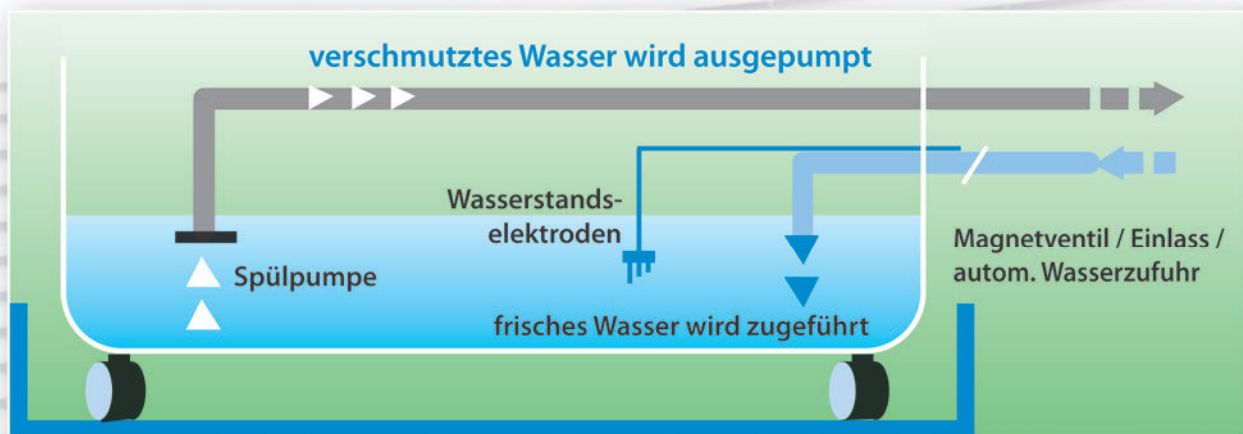 verschmutztes Wasser wird ausgepumpt
Wasserstands-
elektroden
Spülpumpe
Magnetventil / Einlass /
autom. Wasserzufuhr
frisches Wasser wird zugeführt